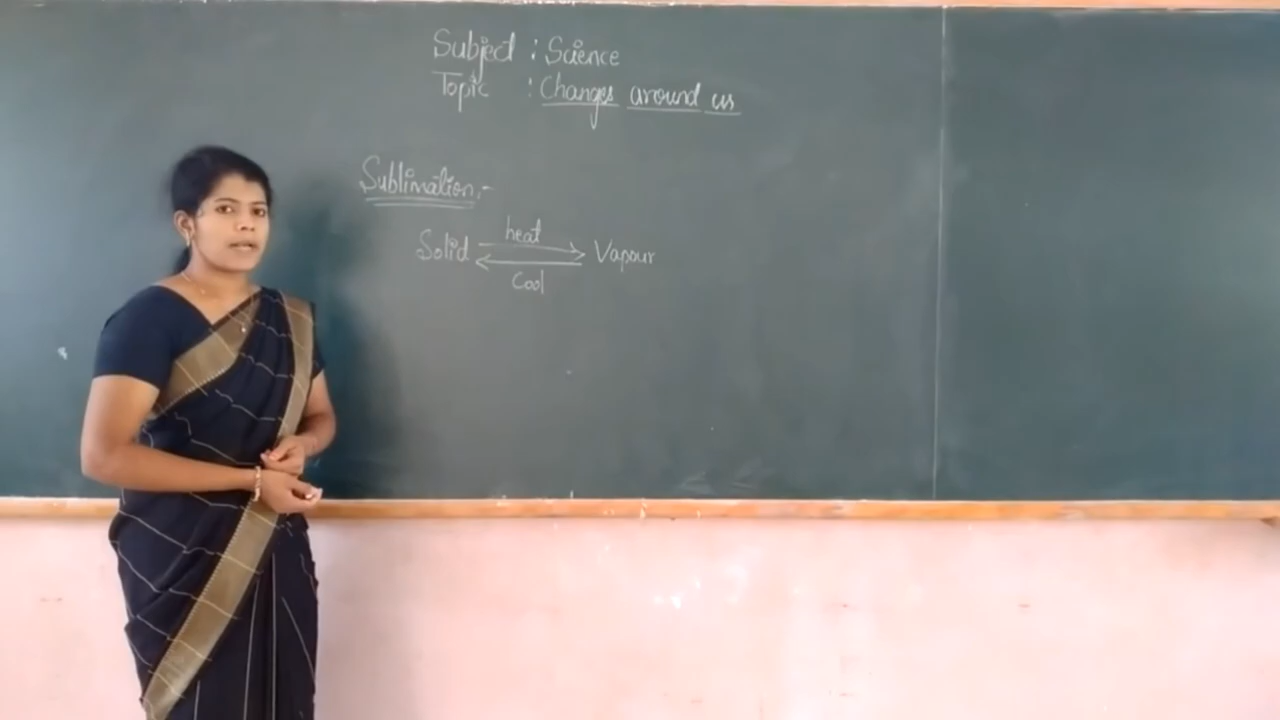 Subject : Science
Topic : Changes around us
Sublimation:-
heat
Solid ⇌ Vapour
Cool